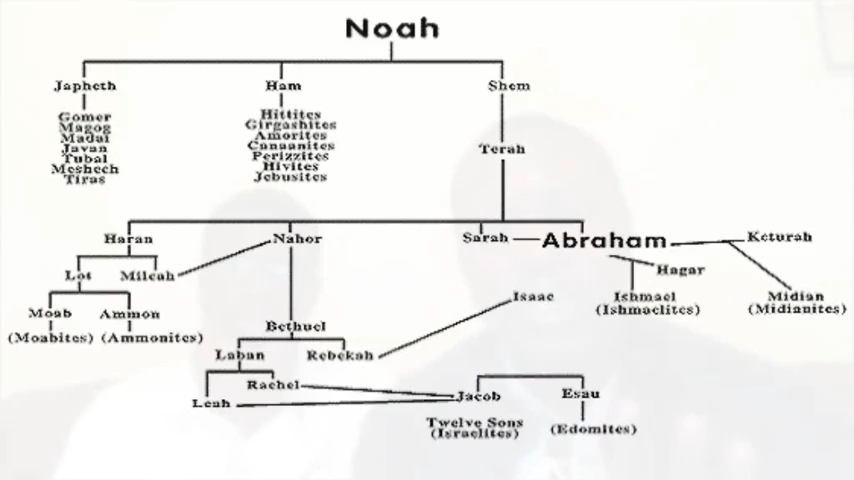 Noah
Japheth
Ham
Shem
Gomer
Magog
Madai
Javan
Tubal
Meshech
Tiras
Hittites
Girgashites
Amorites
Canaanites
Perizzites
Hivites
Jebusites
Terah
Haran
Nahor
Sarah
Abraham
Keturah
Lot
Milcah
Hagar
Isaac
Ishmael
(Ishmaelites)
Midian
(Midianites)
Moab
Ammon
(Moabites)
(Ammonites)
Bethuel
Laban
Rebekah
Rachel
Leah
Jacob
Esau
Twelve Sons
(Israelites)
(Edomites)